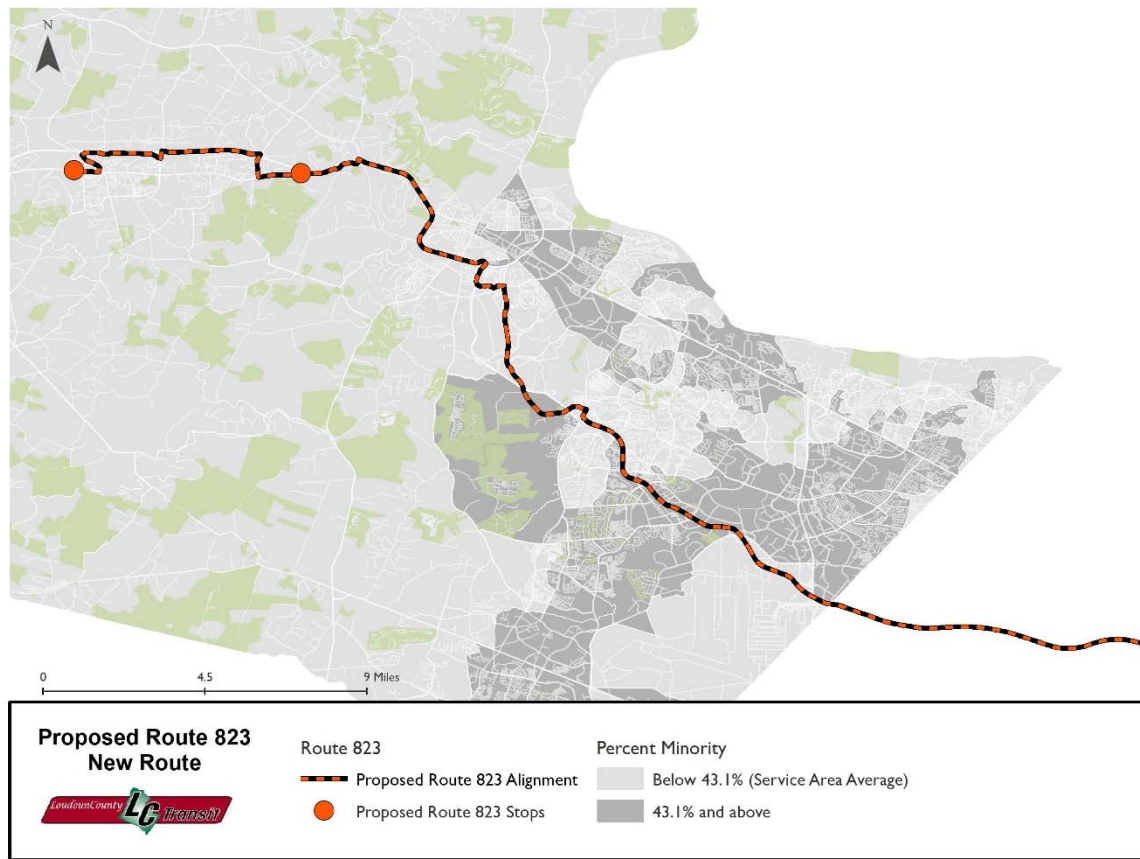 N
0 4.5 9 Miles
Proposed Route 823
New Route
LoudounCounty LC Transit
Route 823
Proposed Route 823 Alignment
Proposed Route 823 Stops
Percent Minority
Below 43.1% (Service Area Average)
43.1% and above